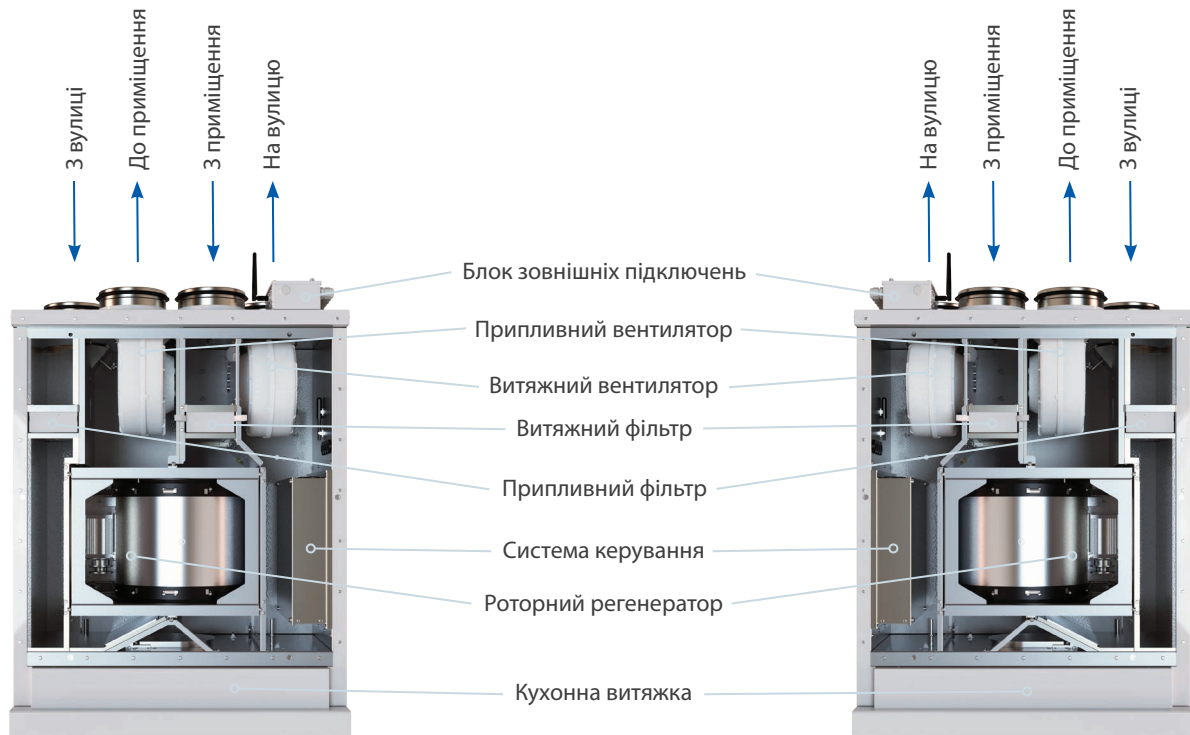 З вулиці
До приміщення
З приміщення
На вулицю
На вулицю
З приміщення
До приміщення
З вулиці
Блок зовнішніх підключень
Припливний вентилятор
Витяжний вентилятор
Витяжний фільтр
Припливний фільтр
Система керування
Роторний регенератор
Кухонна витяжка